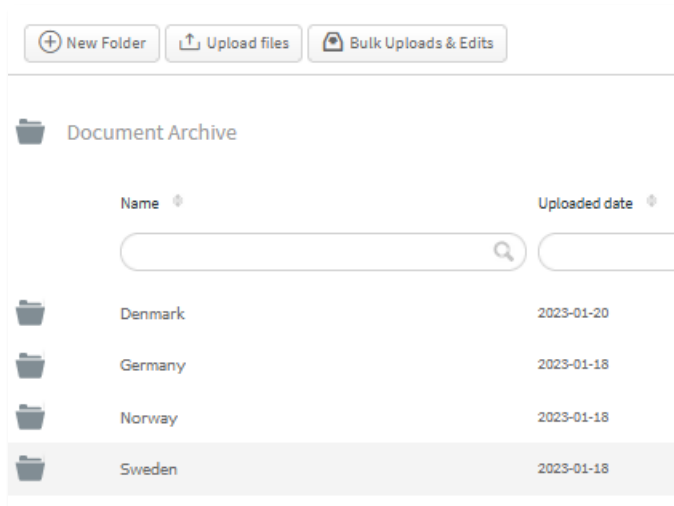 New Folder Upload files Bulk Uploads & Edits
Document Archive
Name Uploaded date
Denmark 2023-01-20
Germany 2023-01-18
Norway 2023-01-18
Sweden 2023-01-18